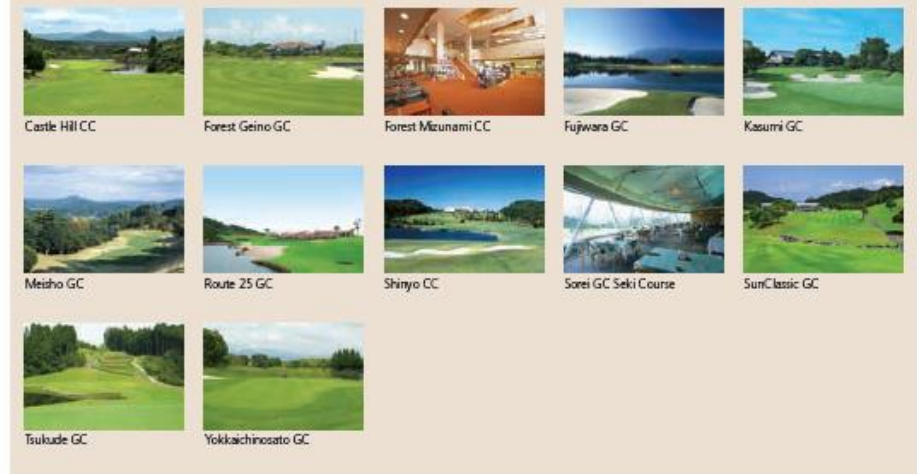 Castle Hill CC
Forest Geino GC
Forest Mizunami CC
Fujiwara GC
Kasumi GC
Meisho GC
Route 25 GC
Shinyo CC
Sorei GC Seki Course
SunClassic GC
Tsukude GC
Yokkaichinosato GC